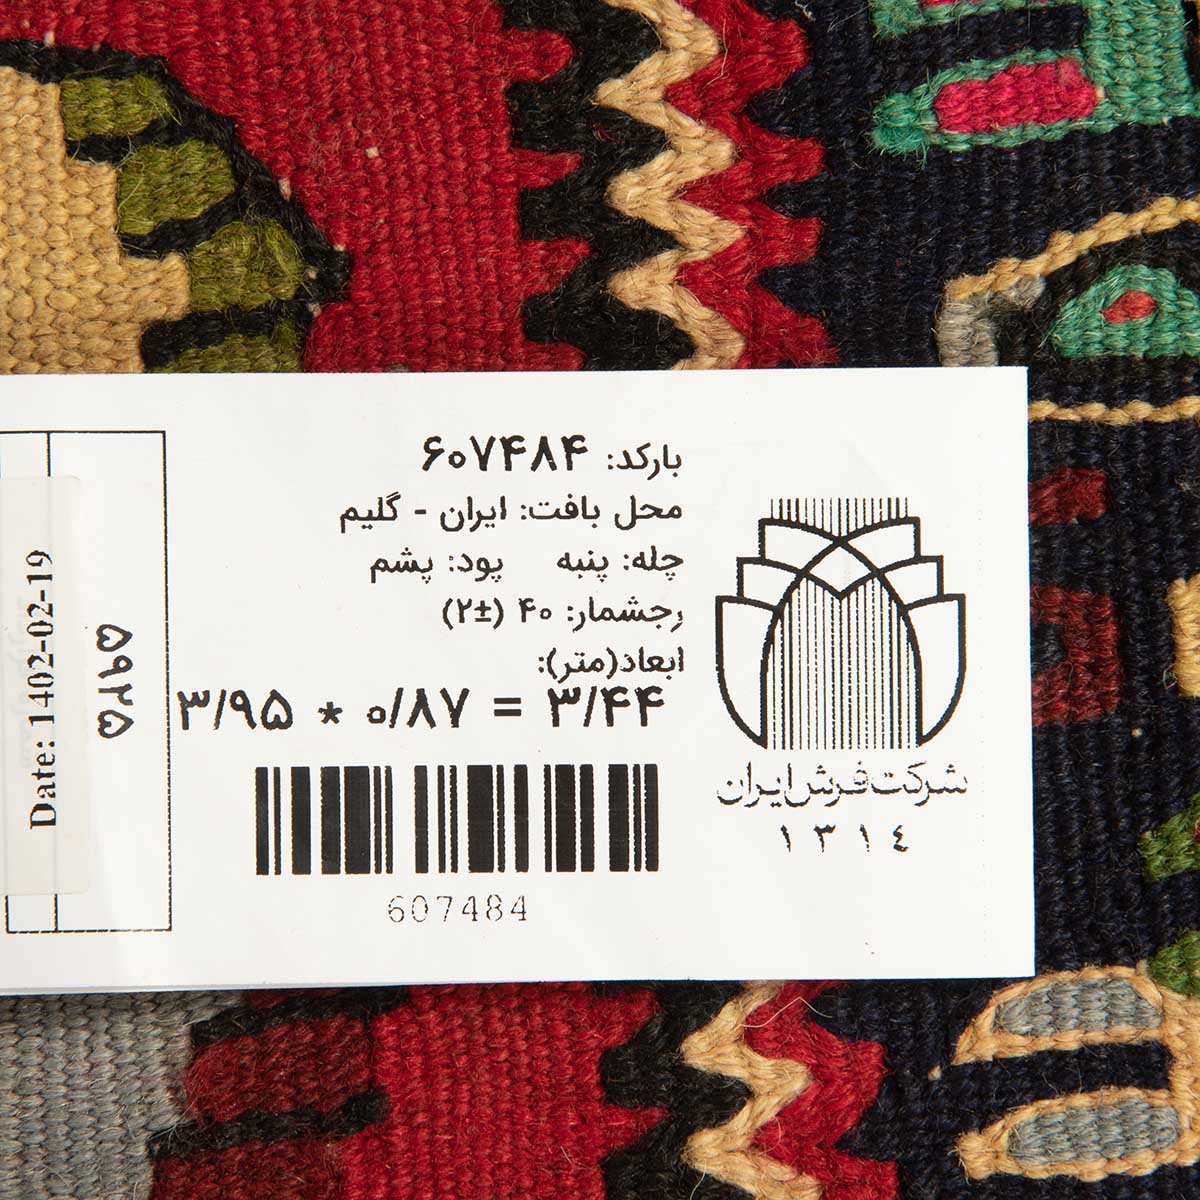 بارکد: ۶۰۷۴۸۴
محل بافت: ایران - گلیم
چله: پنبه پود: پشم
رجشمار: ۴۰ (±۲)
ابعاد(متر):
۳/۹۵ * ۰/۸۷ = ۳/۴۴
607484
شرکت فرش ایران
١٣١٤
۵۹۲۵
Date: 1402-02-19